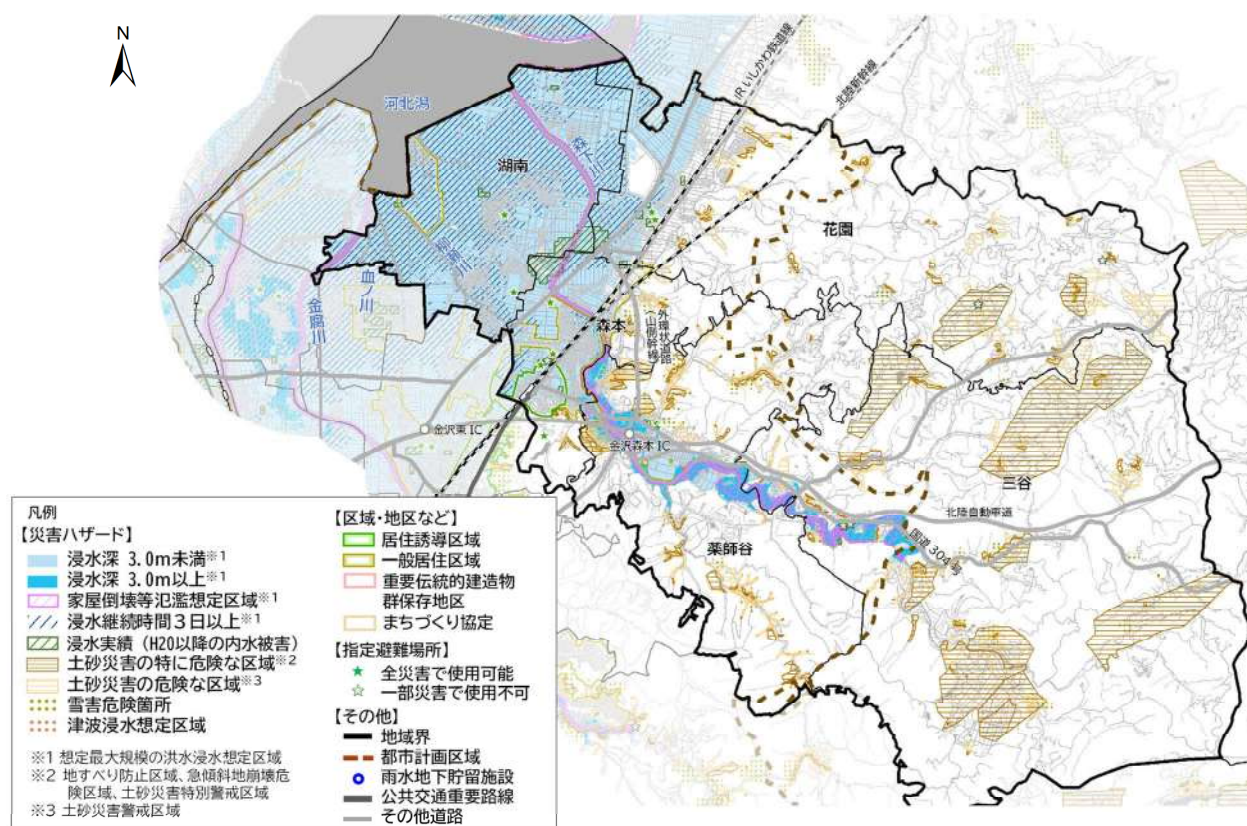 N
IRいしかわ鉄道線
北陸新幹線
河北潟
湖南
森下川
花園
血ノ川
金腐川
森本
外環状道路
(山側幹線)
金沢東 IC
金沢森本 IC
三谷
北陸自動車道
国道 304 号
薬師谷
凡例
【災害ハザード】
浸水深 3.0m未満※1
浸水深 3.0m以上※1
家屋倒壊等氾濫想定区域※1
浸水継続時間3日以上※1
浸水実績(H20以降の内水被害)
土砂災害の特に危険な区域※2
土砂災害の危険な区域※3
雪害危険箇所
津波浸水想定区域
※1 想定最大規模の洪水浸水想定区域
※2 地すべり防止区域、急傾斜地崩壊危
険区域、土砂災害特別警戒区域
※3 土砂災害警戒区域
【区域・地区など】
居住誘導区域
一般居住区域
重要伝統的建造物
群保存地区
まちづくり協定
【指定避難場所】
全災害で使用可能
一部災害で使用不可
【その他】
地域界
都市計画区域
雨水地下貯留施設
公共交通重要路線
その他道路